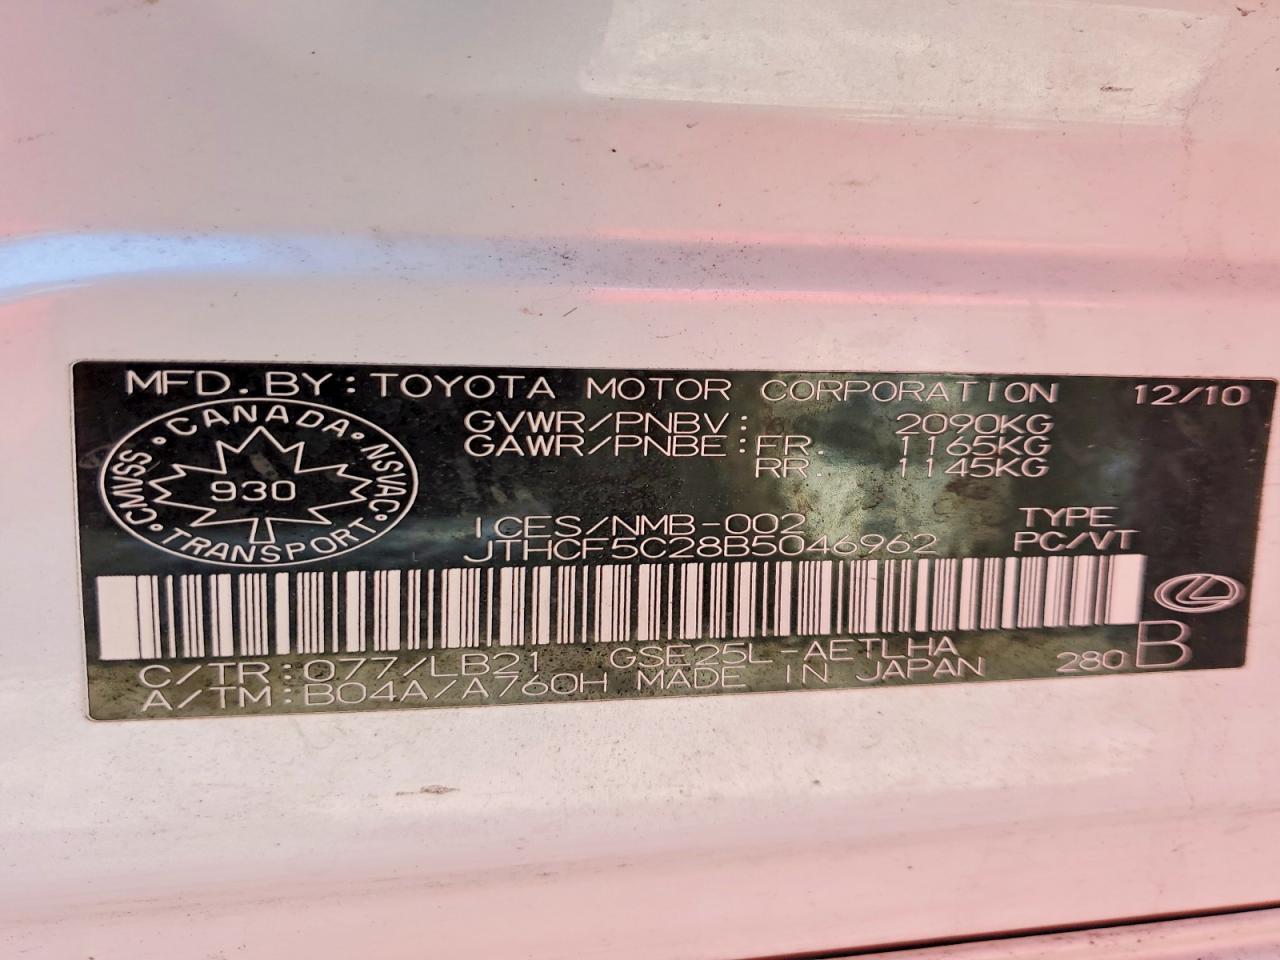 MFD. BY: TOYOTA MOTOR CORPORATION 12/10
GVWR/PNBV: 2090KG
GAWR/PNBE: FR. 1165KG
RR. 1145KG
CANADA · NSVAC · TRANSPORT · CMVSS ·
930
ICES/NMB-002
JTHCF5C28B5046962
TYPE
PC/VT
C/TR: 077/LB21 GSE25L-AETLHA
A/TM: B04A/A760H MADE IN JAPAN
280 B